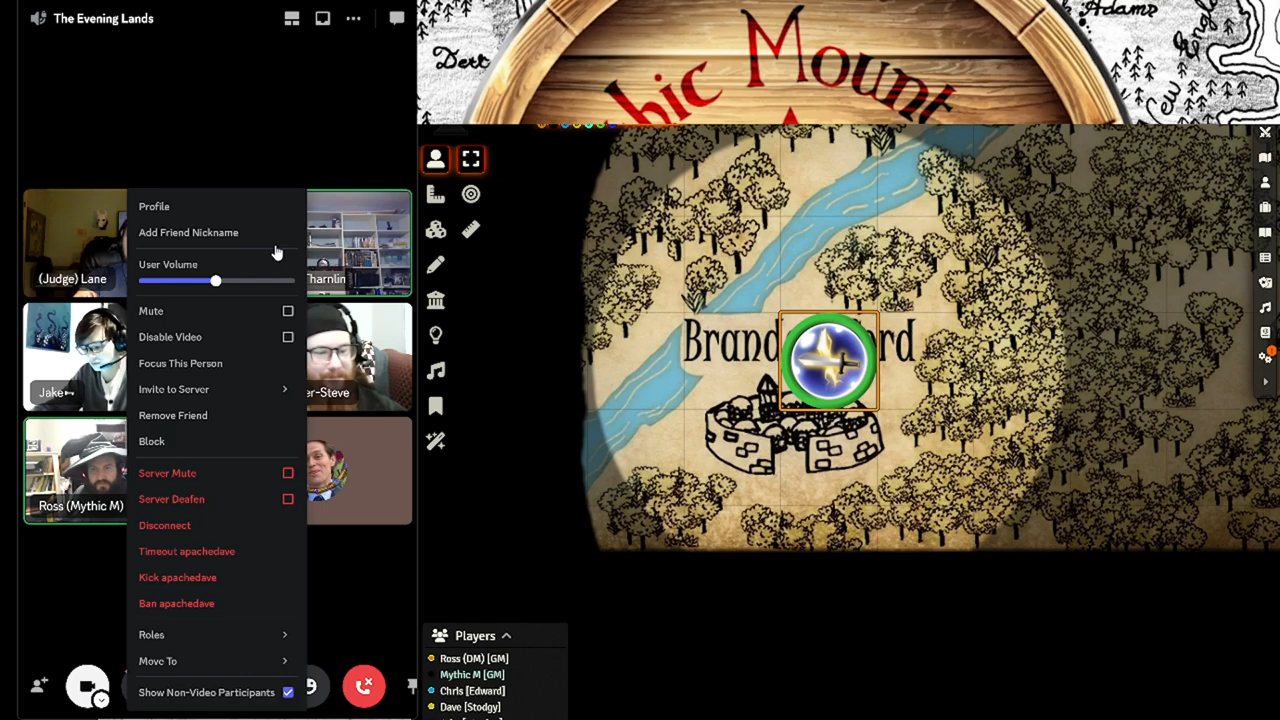 The Evening Lands
Profile
Add Friend Nickname
User Volume
(Judge) Lane
Tharnlin
Mute
Disable Video
Focus This Person
Invite to Server
Jake
er-Steve
Remove Friend
Block
Server Mute
Server Deafen
Ross (Mythic M)
Disconnect
Timeout apachedave
Kick apachedave
Ban apachedave
Roles
Move To
Show Non-Video Participants
Dert
hic Mount
Adamz
Brand
rd
Players
Ross (DM) [GM]
Mythic M [GM]
Chris [Edward]
Dave [Stodgy]